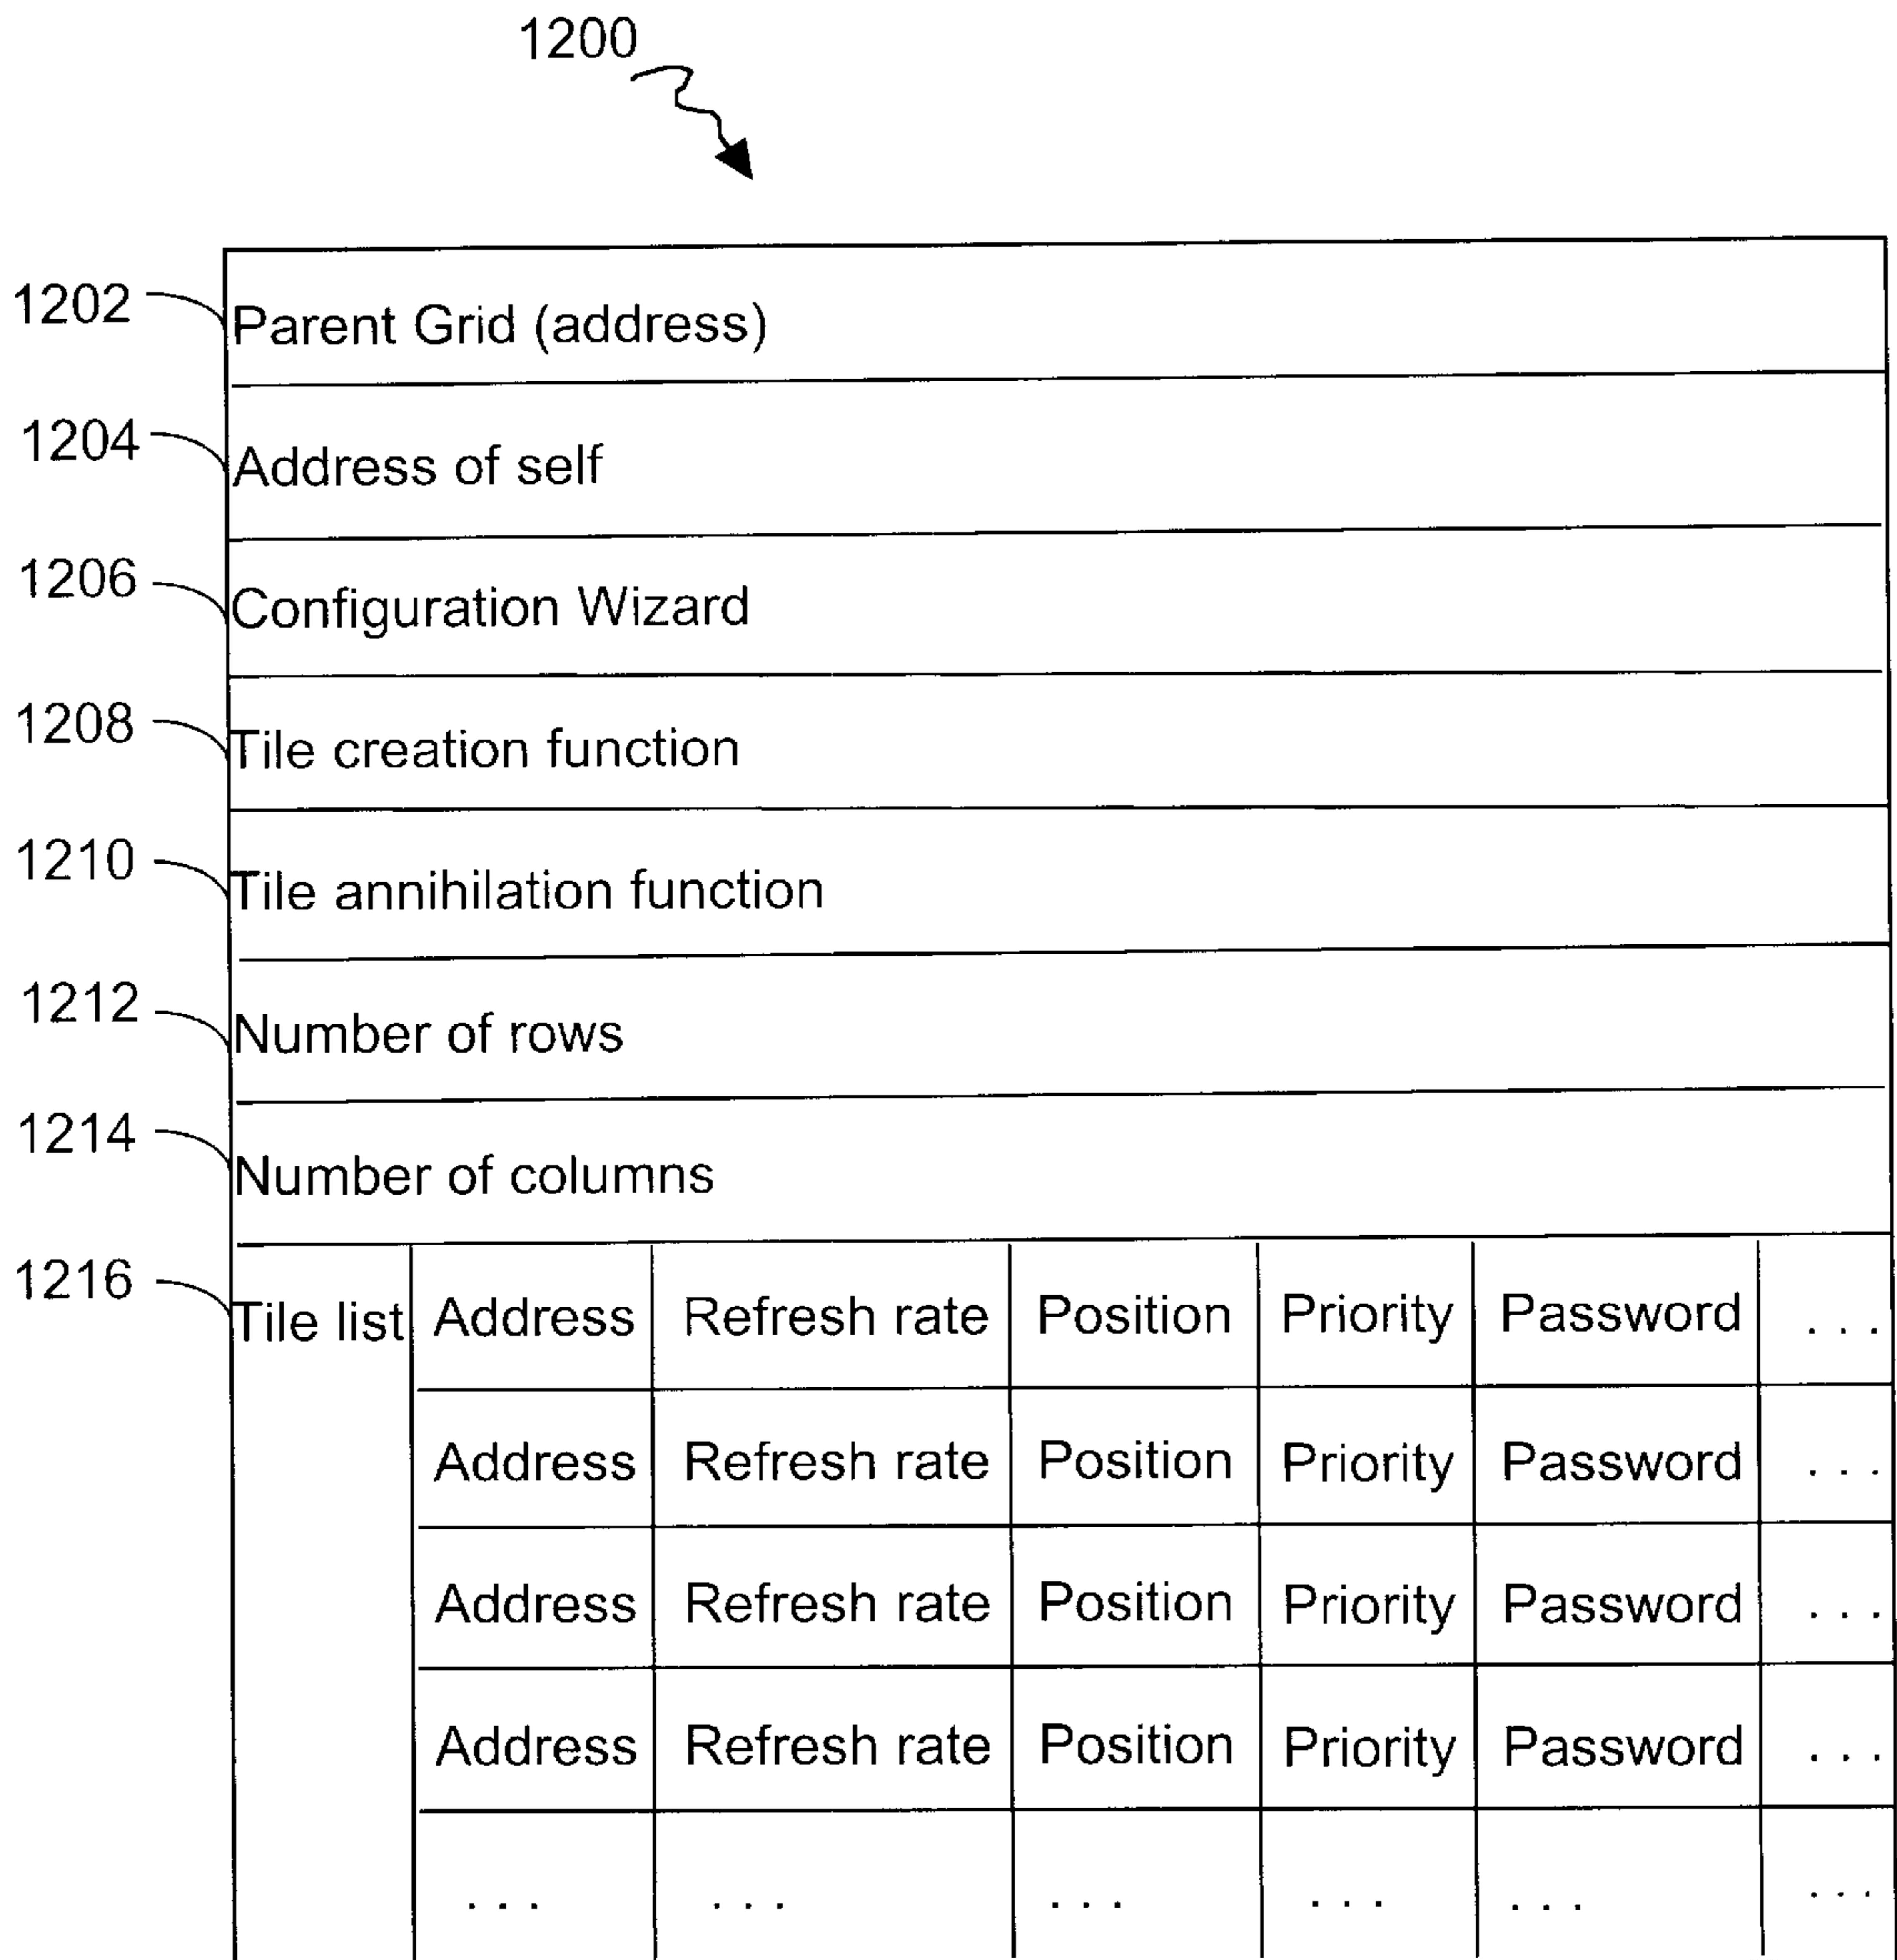 1200
1202 Parent Grid (address)
1204 Address of self
1206 Configuration Wizard
1208 Tile creation function
1210 Tile annihilation function
1212 Number of rows
1214 Number of columns
1216 Tile list Address Refresh rate Position Priority Password ...
Address Refresh rate Position Priority Password ...
Address Refresh rate Position Priority Password ...
Address Refresh rate Position Priority Password ...
... ... ... ... ... ...